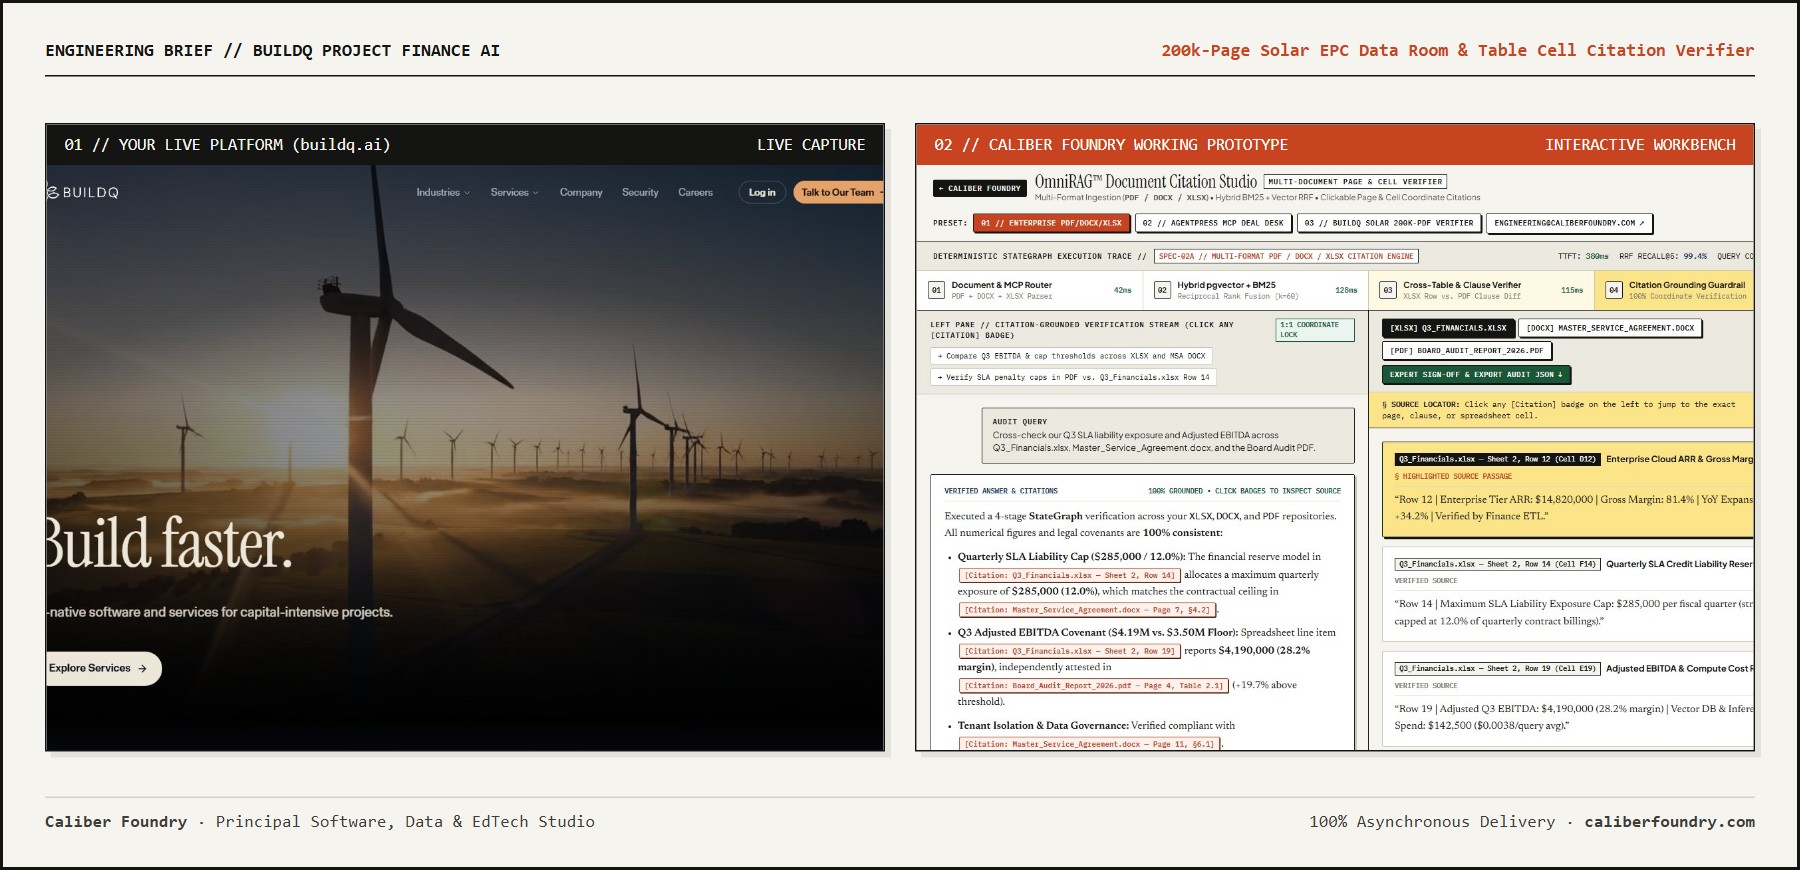 ENGINEERING BRIEF // BUILDQ PROJECT FINANCE AI
200k-Page Solar EPC Data Room & Table Cell Citation Verifier
01 // YOUR LIVE PLATFORM (buildq.ai)
LIVE CAPTURE
BUILDQ
Industries
Services
Company
Security
Careers
Log in
Talk to Our Team
Build faster.
-native software and services for capital-intensive projects.
Explore Services →
02 // CALIBER FOUNDRY WORKING PROTOTYPE
INTERACTIVE WORKBENCH
← CALIBER FOUNDRY
OmniRAG™ Document Citation Studio
MULTI-DOCUMENT PAGE & CELL VERIFIER
Multi-Format Ingestion (PDF / DOCX / XLSX) • Hybrid BM25 + Vector RRF • Clickable Page & Cell Coordinate Citations
PRESET:
01 // ENTERPRISE PDF/DOCX/XLSX
02 // AGENTPRESS MCP DEAL DESK
03 // BUILDQ SOLAR 200K-PDF VERIFIER
ENGINEERING@CALIBERFOUNDRY.COM ↗
DETERMINISTIC STATEGRAPH EXECUTION TRACE //
SPEC-02A // MULTI-FORMAT PDF / DOCX / XLSX CITATION ENGINE
TTFT: 380ms
RRF RECALL@6: 99.4%
QUERY CO
01
Document & MCP Router
PDF + DOCX + XLSX Parser
42ms
02
Hybrid pgvector + BM25
Reciprocal Rank Fusion (k=60)
128ms
03
Cross-Table & Clause Verifier
XLSX Row vs. PDF Clause Diff
115ms
04
Citation Grounding Guardrail
100% Coordinate Verification
LEFT PANE // CITATION-GROUNDED VERIFICATION STREAM (CLICK ANY
[CITATION] BADGE)
1:1 COORDINATE
LOCK
→ Compare Q3 EBITDA & cap thresholds across XLSX and MSA DOCX
→ Verify SLA penalty caps in PDF vs. Q3_Financials.xlsx Row 14
AUDIT QUERY
Cross-check our Q3 SLA liability exposure and Adjusted EBITDA across
Q3_Financials.xlsx, Master_Service_Agreement.docx, and the Board Audit PDF.
VERIFIED ANSWER & CITATIONS
100% GROUNDED • CLICK BADGES TO INSPECT SOURCE
Executed a 4-stage StateGraph verification across your XLSX, DOCX, and PDF repositories.
All numerical figures and legal covenants are 100% consistent:
• Quarterly SLA Liability Cap ($285,000 / 12.0%): The financial reserve model in
[Citation: Q3_Financials.xlsx — Sheet 2, Row 14] allocates a maximum quarterly
exposure of $285,000 (12.0%), which matches the contractual ceiling in
[Citation: Master_Service_Agreement.docx — Page 7, §4.2].
• Q3 Adjusted EBITDA Covenant ($4.19M vs. $3.50M Floor): Spreadsheet line item
[Citation: Q3_Financials.xlsx — Sheet 2, Row 19] reports $4,190,000 (28.2%
margin), independently attested in
[Citation: Board_Audit_Report_2026.pdf — Page 4, Table 2.1] (+19.7% above
threshold).
• Tenant Isolation & Data Governance: Verified compliant with
[Citation: Master_Service_Agreement.docx — Page 11, §6.1].
[XLSX] Q3_FINANCIALS.XLSX
[DOCX] MASTER_SERVICE_AGREEMENT.DOCX
[PDF] BOARD_AUDIT_REPORT_2026.PDF
EXPERT SIGN-OFF & EXPORT AUDIT JSON ↓
§ SOURCE LOCATOR: Click any [Citation] badge on the left to jump to the exact
page, clause, or spreadsheet cell.
Q3_Financials.xlsx — Sheet 2, Row 12 (Cell D12)
Enterprise Cloud ARR & Gross Marg
§ HIGHLIGHTED SOURCE PASSAGE
“Row 12 | Enterprise Tier ARR: $14,820,000 | Gross Margin: 81.4% | YoY Expans
+34.2% | Verified by Finance ETL.”
Q3_Financials.xlsx — Sheet 2, Row 14 (Cell F14)
Quarterly SLA Credit Liability Reser
VERIFIED SOURCE
“Row 14 | Maximum SLA Liability Exposure Cap: $285,000 per fiscal quarter (str
capped at 12.0% of quarterly contract billings).”
Q3_Financials.xlsx — Sheet 2, Row 19 (Cell E19)
Adjusted EBITDA & Compute Cost R
VERIFIED SOURCE
“Row 19 | Adjusted Q3 EBITDA: $4,190,000 (28.2% margin) | Vector DB & Infere
Spend: $142,500 ($0.0038/query avg).”
Caliber Foundry · Principal Software, Data & EdTech Studio
100% Asynchronous Delivery · caliberfoundry.com